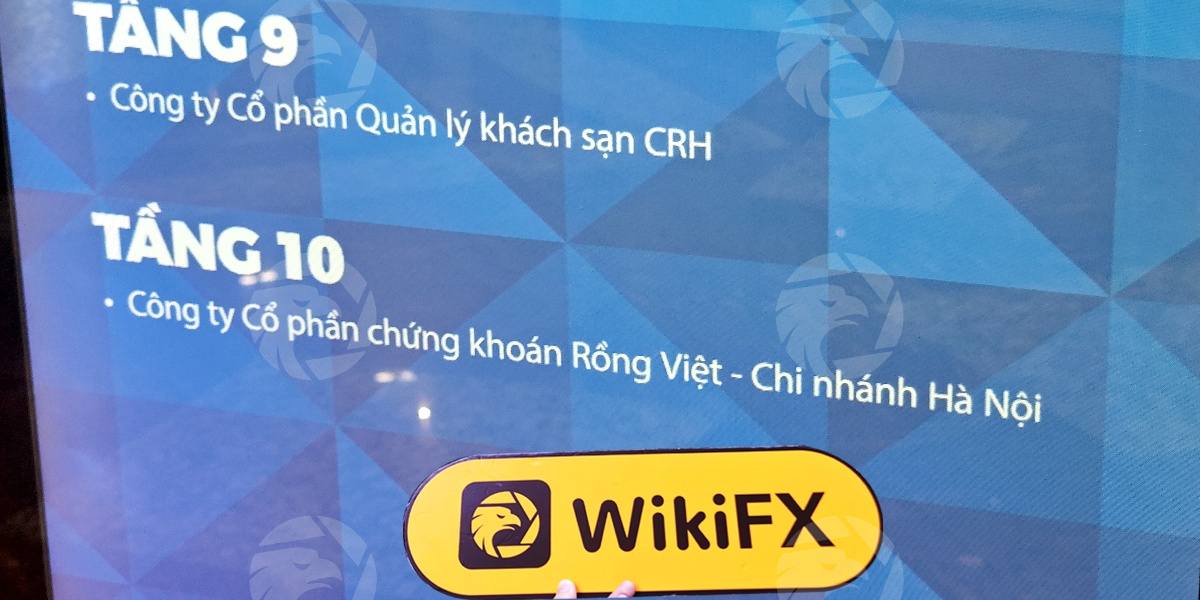 TẦNG 9
• Công ty Cổ phần Quản lý khách sạn CRH
TẦNG 10
• Công ty Cổ phần chứng khoán Rồng Việt - Chi nhánh Hà Nội
WikiFX